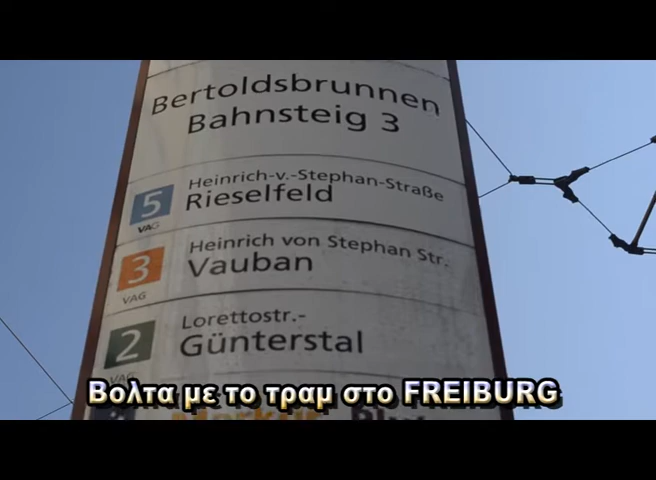 Bertoldsbrunnen
Bahnsteig 3
Heinrich-v.-Stephan-Straße
5 Rieselfeld
VAG
Heinrich von Stephan Str.
3 Vauban
VAG
Lorettostr.-
2 Günterstal
VAG
Βολτα με το τραμ στο FREIBURG